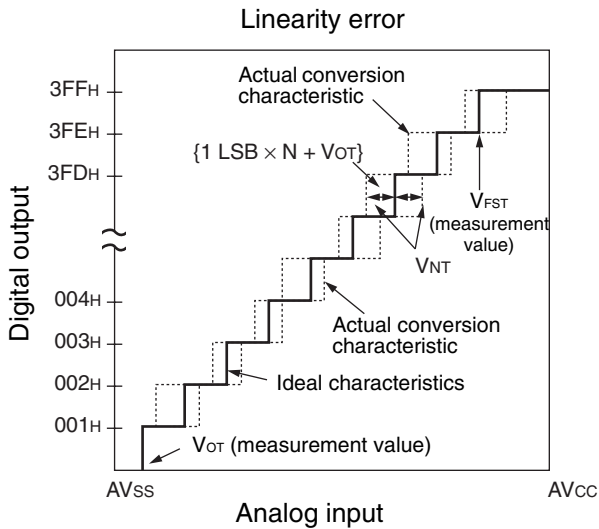 Linearity error
Actual conversion
characteristic
3FFH
3FEH
{1 LSB × N + VOT}
3FDH
VFST
(measurement
value)
VNT
Digital output
004H
Actual conversion
characteristic
003H
Ideal characteristics
002H
001H
VOT (measurement value)
AVSS
AVCC
Analog input